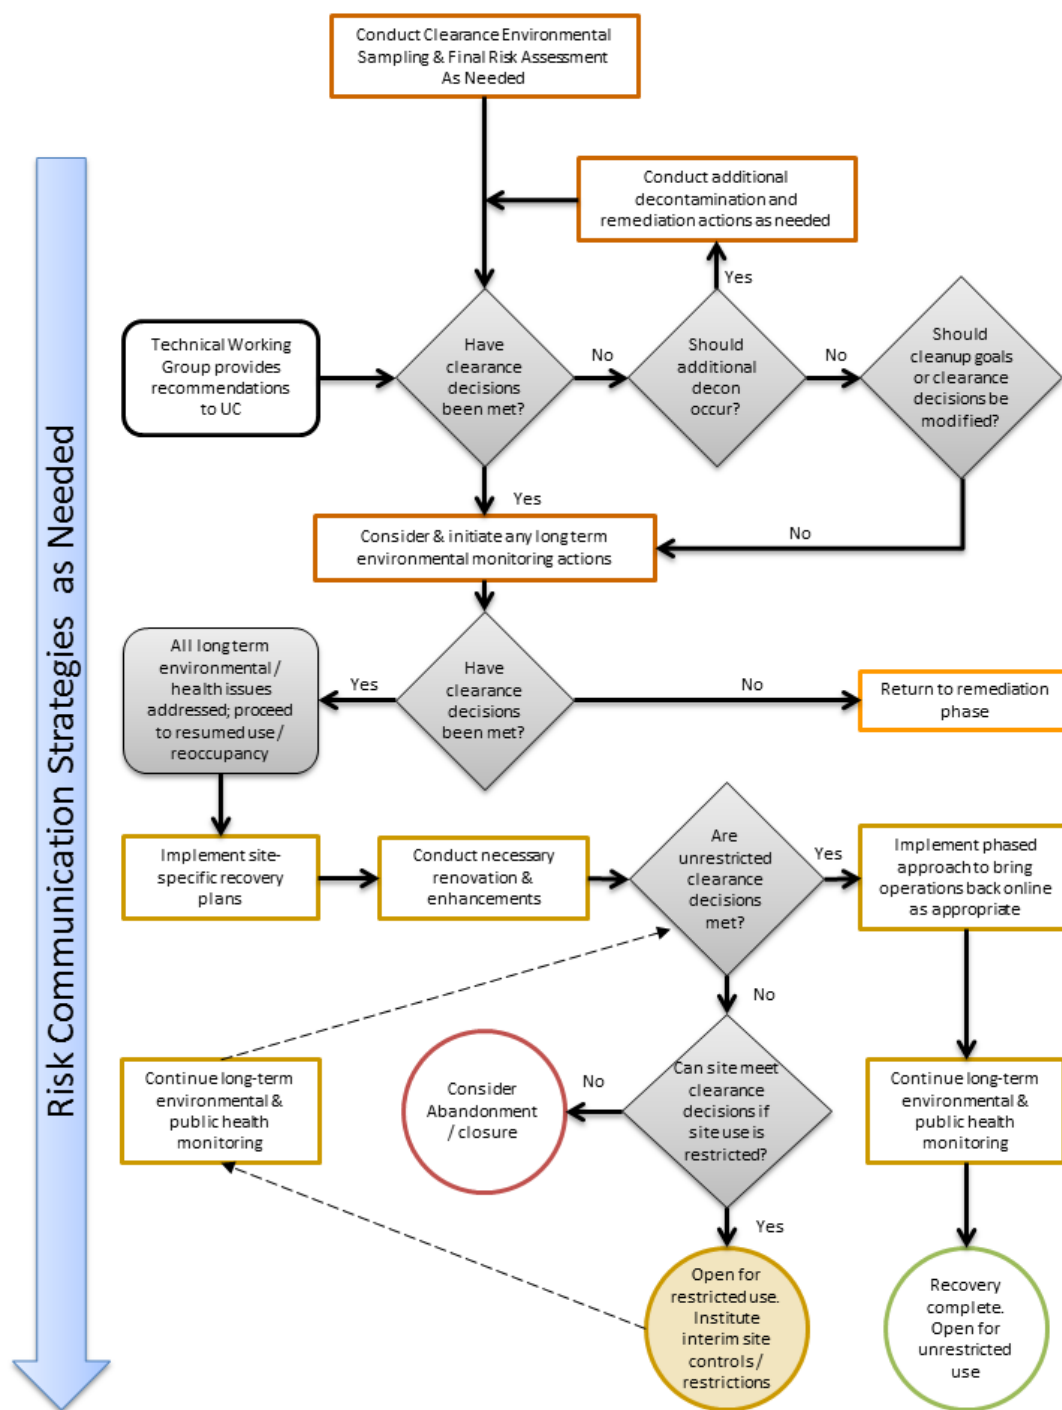 Conduct Clearance Environmental
Sampling & Final Risk Assessment
As Needed
Conduct additional
decontamination and
remediation actions as needed
Yes
Technical Working
Group provides
recommendations
to UC
Have
clearance
decisions
been met?
No
Should
additional
decon
occur?
No
Should
cleanup goals
or clearance
decisions be
modified?
Yes
No
Consider & initiate any long term
environmental monitoring actions
All long term
environmental /
health issues
addressed; proceed
to resumed use /
reoccupancy
Yes
Have
clearance
decisions
been met?
No
Return to remediation
phase
Implement site-
specific recovery
plans
Conduct necessary
renovation &
enhancements
Are
unrestricted
clearance
decisions
met?
Yes
Implement phased
approach to bring
operations back online
as appropriate
No
Continue long-term
environmental &
public health
monitoring
Consider
Abandonment
/ closure
No
Can site meet
clearance
decisions if
site use is
restricted?
Continue long-term
environmental &
public health
monitoring
Yes
Open for
restricted use.
Institute
interim site
controls /
restrictions
Recovery
complete.
Open for
unrestricted
use
Risk Communication Strategies as Needed